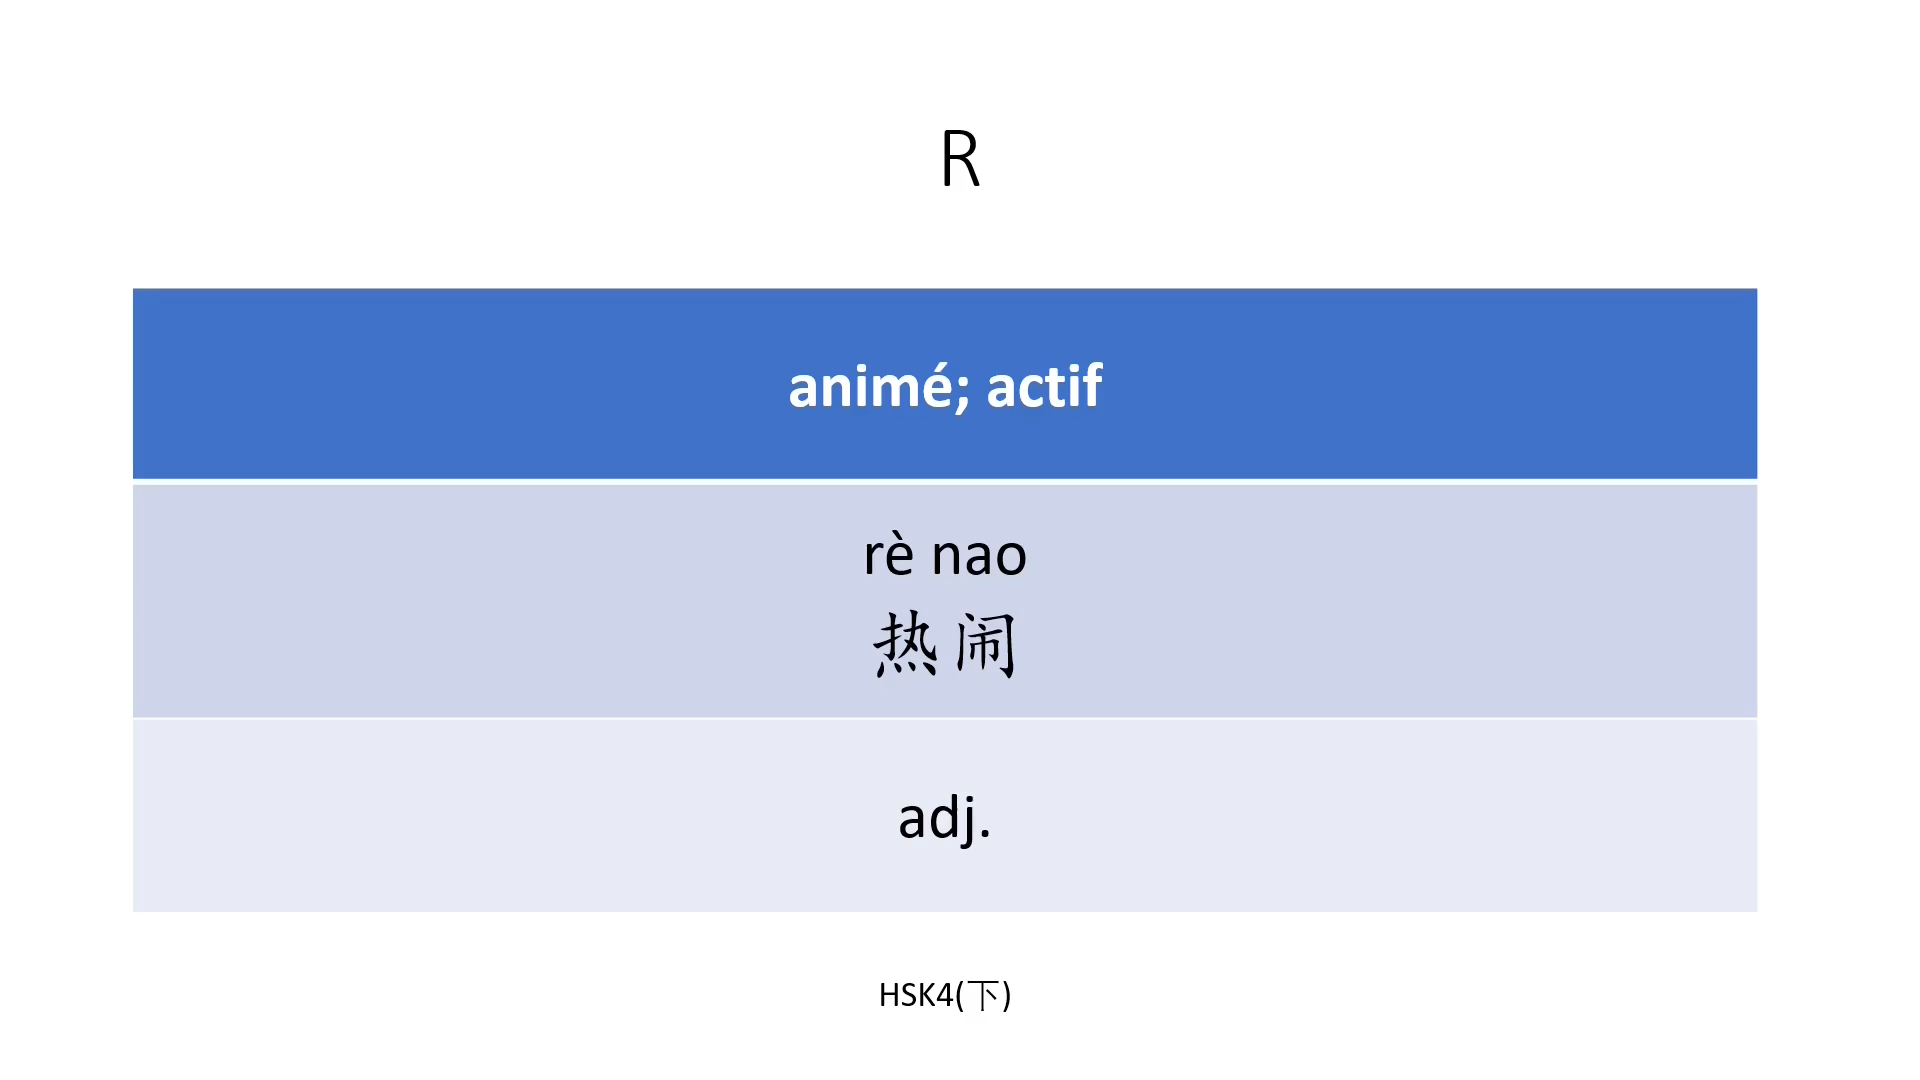 R
animé; actif
rè nao
热闹
adj.
HSK4(下)